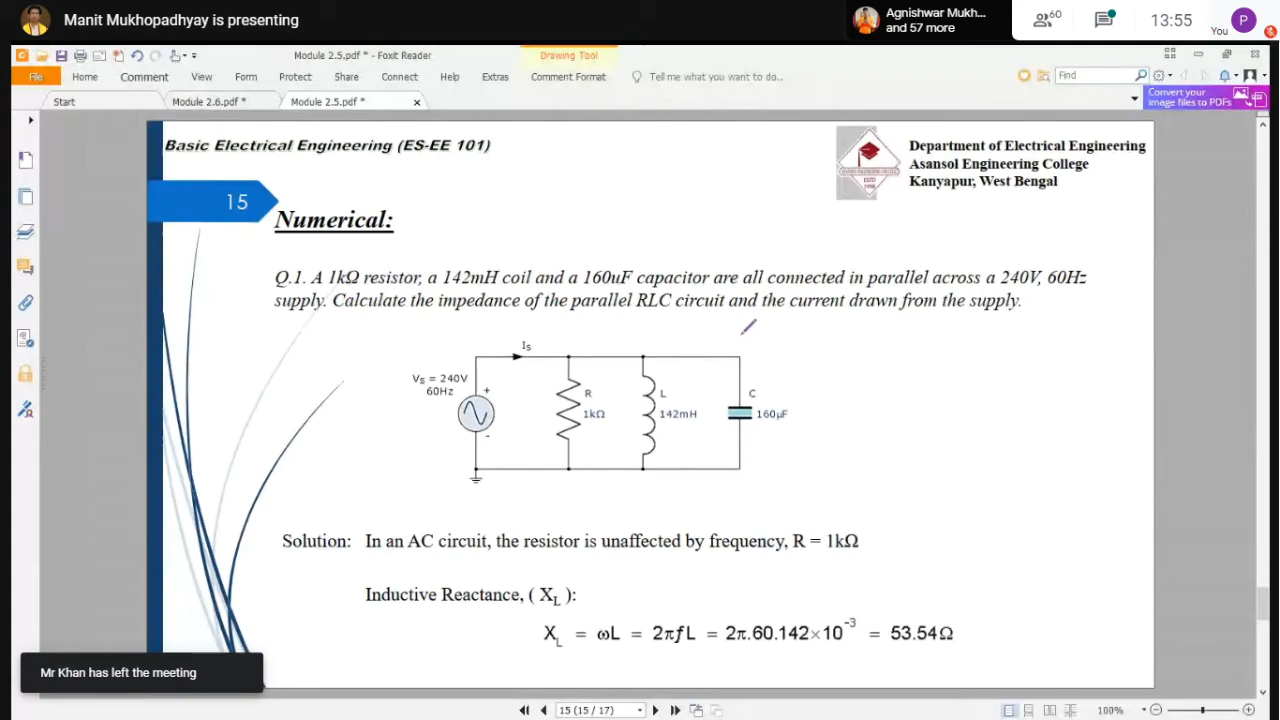 Manit Mukhopadhyay is presenting
Agnishwar Mukh...
and 57 more
60
13:55
You
P
Module 2.5.pdf * - Foxit Reader
Drawing Tool
File
Home
Comment
View
Form
Protect
Share
Connect
Help
Extras
Comment Format
Tell me what you want to do...
Find
Start
Module 2.6.pdf *
Module 2.5.pdf *
Convert your
image files to PDFs
Basic Electrical Engineering (ES-EE 101)
Department of Electrical Engineering
Asansol Engineering College
Kanyapur, West Bengal
15
Numerical:
Q.1. A 1kΩ resistor, a 142mH coil and a 160uF capacitor are all connected in parallel across a 240V, 60Hz
supply. Calculate the impedance of the parallel RLC circuit and the current drawn from the supply.
IS
VS = 240V
60Hz
+
-
R
1kΩ
L
142mH
C
160µF
Solution: In an AC circuit, the resistor is unaffected by frequency, R = 1kΩ
Inductive Reactance, ( XL ):
XL = ωL = 2πƒL = 2π.60.142×10⁻³ = 53.54Ω
Mr Khan has left the meeting
15 (15 / 17)
100%